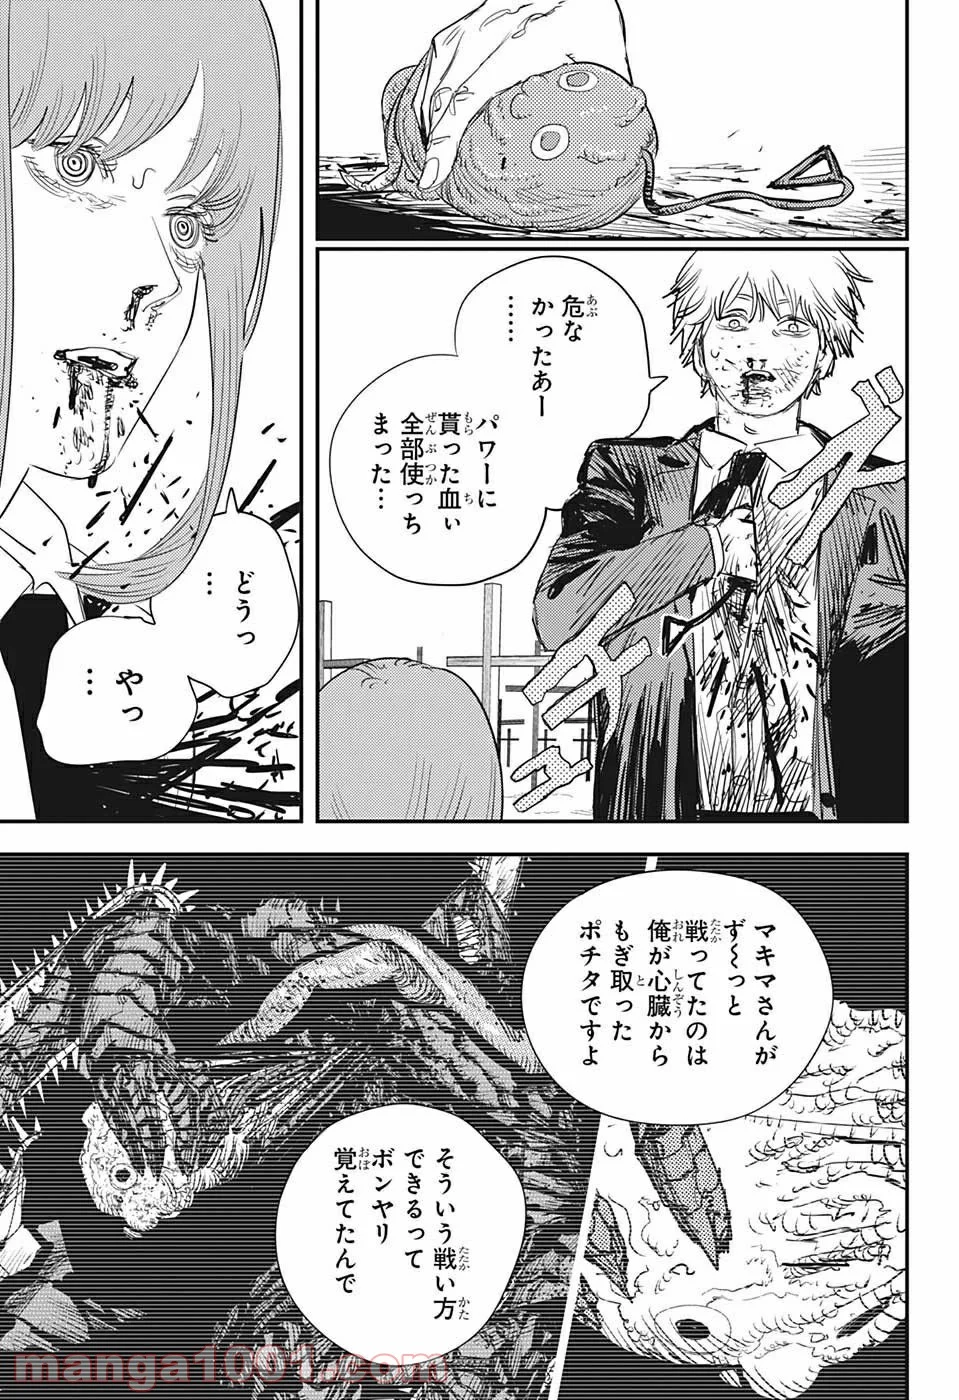 危な
かったあー
……
パワーに
貰った血ぃ
全部使っち
まった…
どうっ
…
やっ
…
マキマさんが
ず〜っと
戦ってたのは
俺が心臓から
もぎ取った
ポチタですよ
そういう戦い方
できるって
ボンヤリ
覚えてたんで
manga1001.com